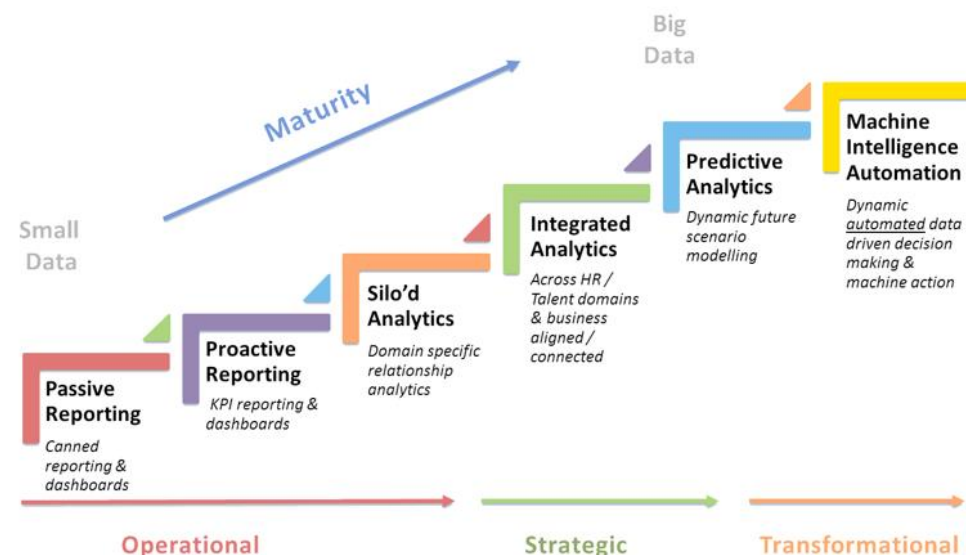 Big
Data
Maturity
Small
Data
Machine
Intelligence
Automation
Dynamic
automated data
driven decision
making &
machine action
Predictive
Analytics
Dynamic future
scenario
modelling
Integrated
Analytics
Across HR /
Talent domains
& business
aligned /
connected
Silo'd
Analytics
Domain specific
relationship
analytics
Proactive
Reporting
KPI reporting &
dashboards
Passive
Reporting
Canned
reporting &
dashboards
Operational
Strategic
Transformational